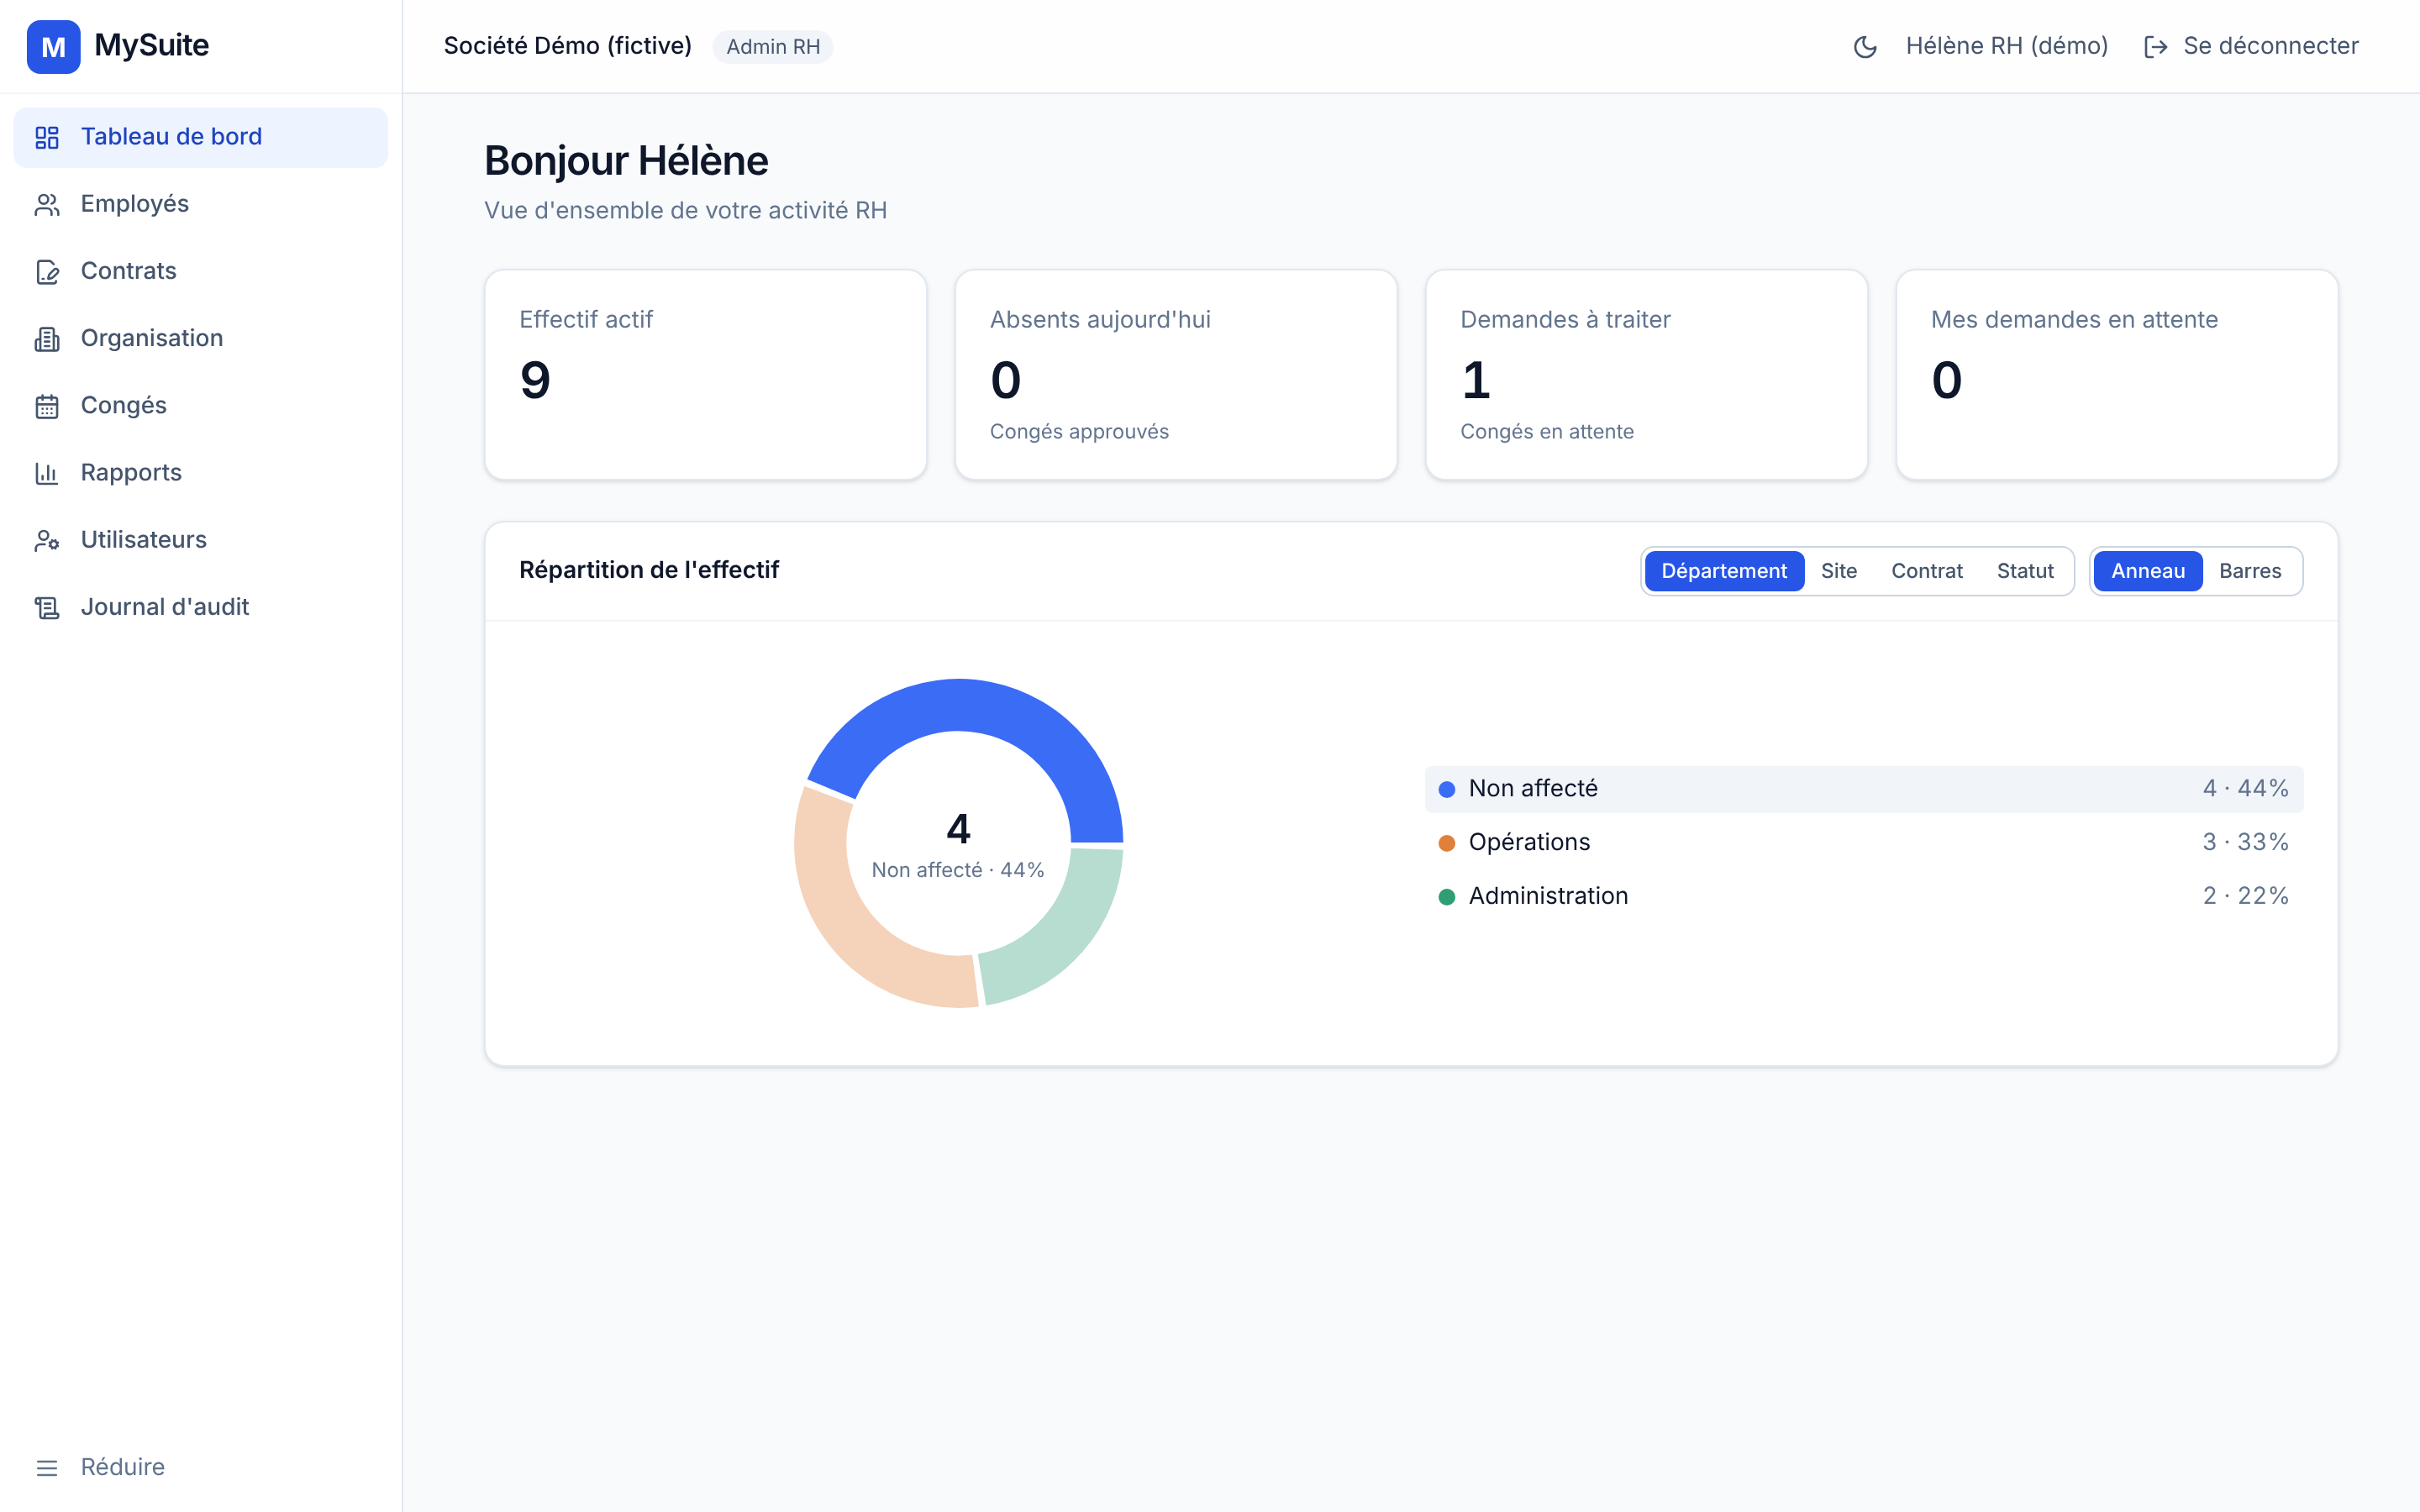 M MySuite
Société Démo (fictive) Admin RH Hélène RH (démo) Se déconnecter
Tableau de bord
Employés
Contrats
Organisation
Congés
Rapports
Utilisateurs
Journal d'audit
Réduire
Bonjour Hélène
Vue d'ensemble de votre activité RH
Effectif actif
9
Absents aujourd'hui
0
Congés approuvés
Demandes à traiter
1
Congés en attente
Mes demandes en attente
0
Répartition de l'effectif
Département Site Contrat Statut Anneau Barres
4
Non affecté · 44%
Non affecté 4 · 44%
Opérations 3 · 33%
Administration 2 · 22%